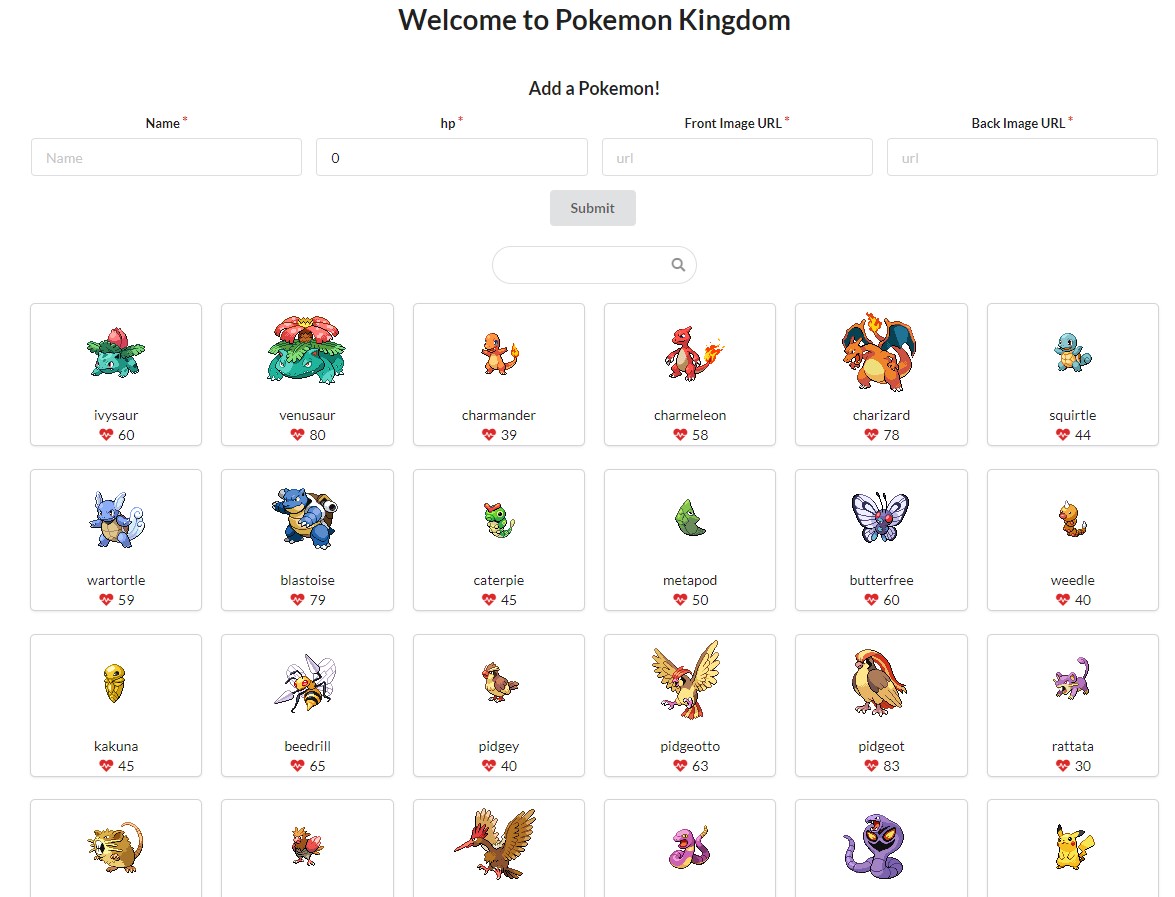 Welcome to Pokemon Kingdom
Add a Pokemon!
Name * hp * Front Image URL * Back Image URL *
Name 0 url url
Submit
ivysaur venusaur charmander charmeleon charizard squirtle
60 80 39 58 78 44
wartortle blastoise caterpie metapod butterfree weedle
59 79 45 50 60 40
kakuna beedrill pidgey pidgeotto pidgeot rattata
45 65 40 63 83 30